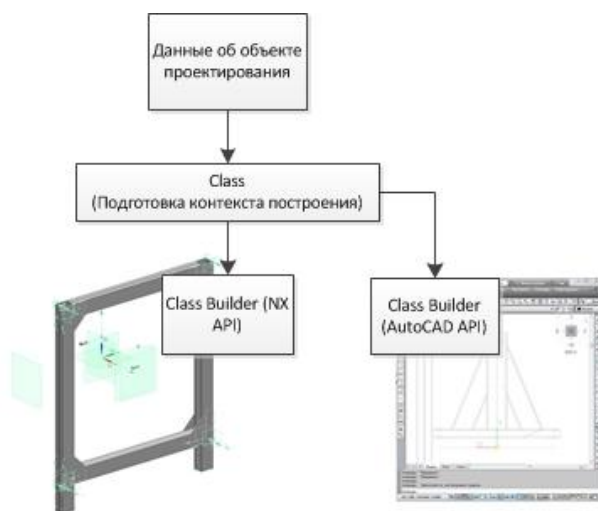 Данные об объекте
проектирования
Class
(Подготовка контекста построения)
Class Builder (NX
API)
Class Builder
(AutoCAD API)